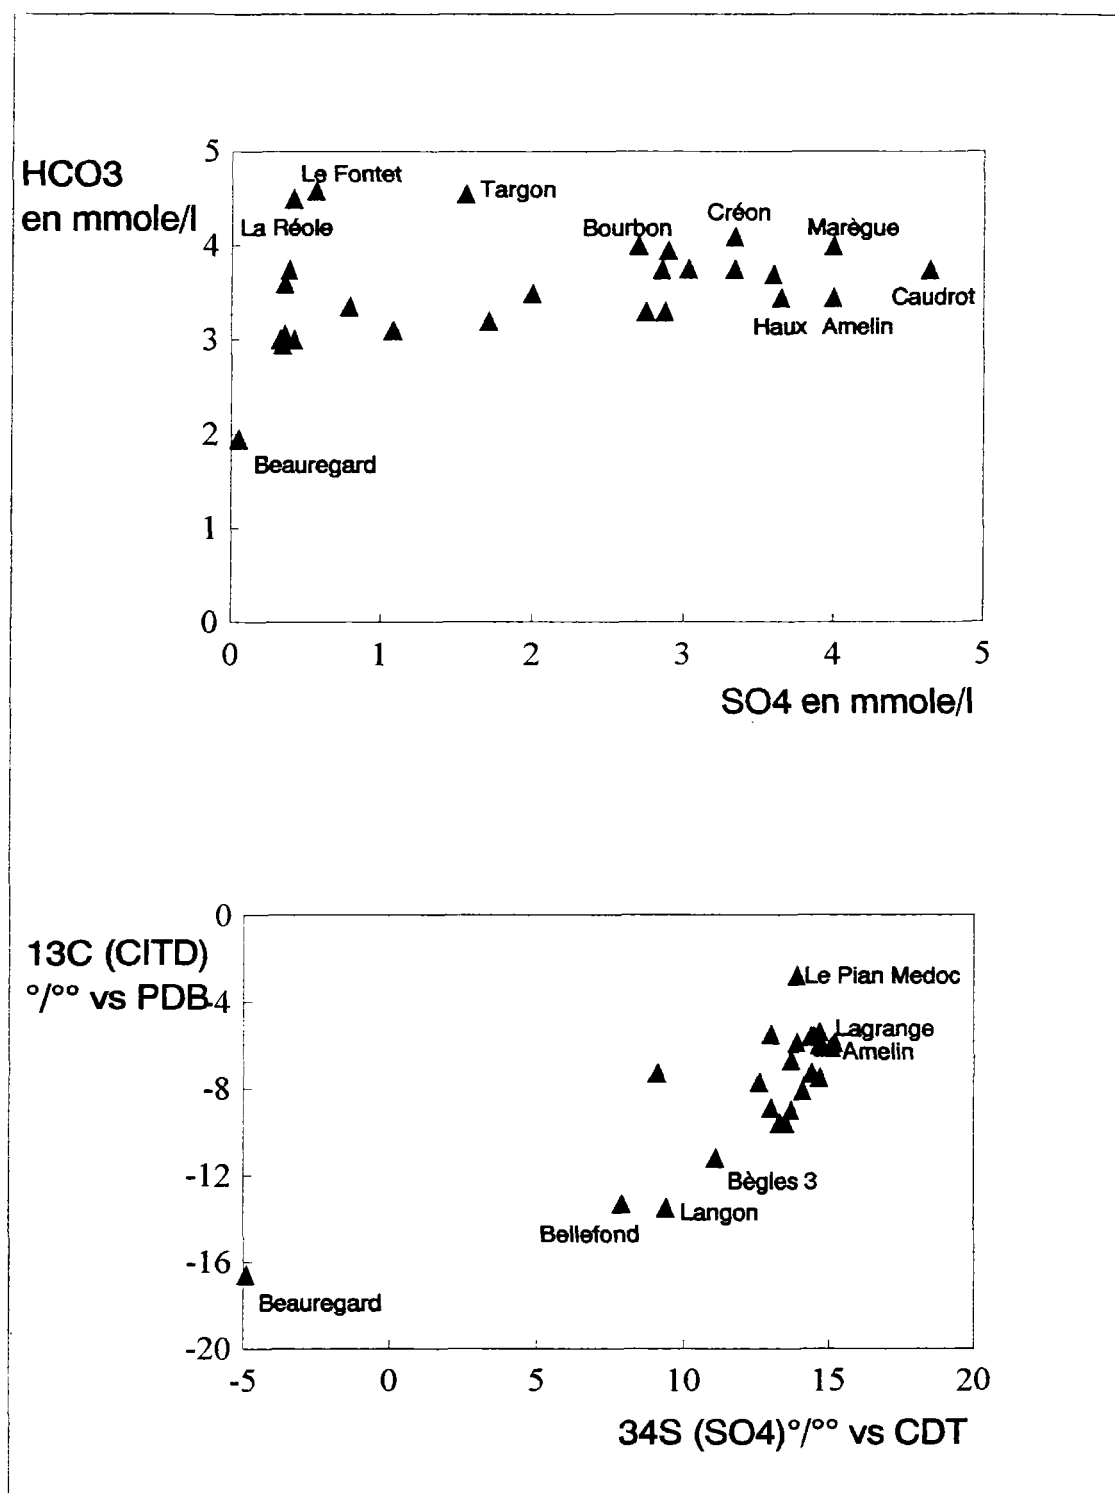 5
HCO3
en mmole/l
Le Fontet
Targon
La Réole
Bourbon
Créon
Marègue
4
Caudrot
Haux Amelin
3
2
Beauregard
1
0
0 1 2 3 4 5
SO4 en mmole/l
0
13C (CITD)
°/°° vs PDB
-4
Le Pian Medoc
Lagrange
Amelin
-8
-12
Bègles 3
Langon
Bellefond
-16
Beauregard
-20
-5 0 5 10 15 20
34S (SO4)°/°° vs CDT